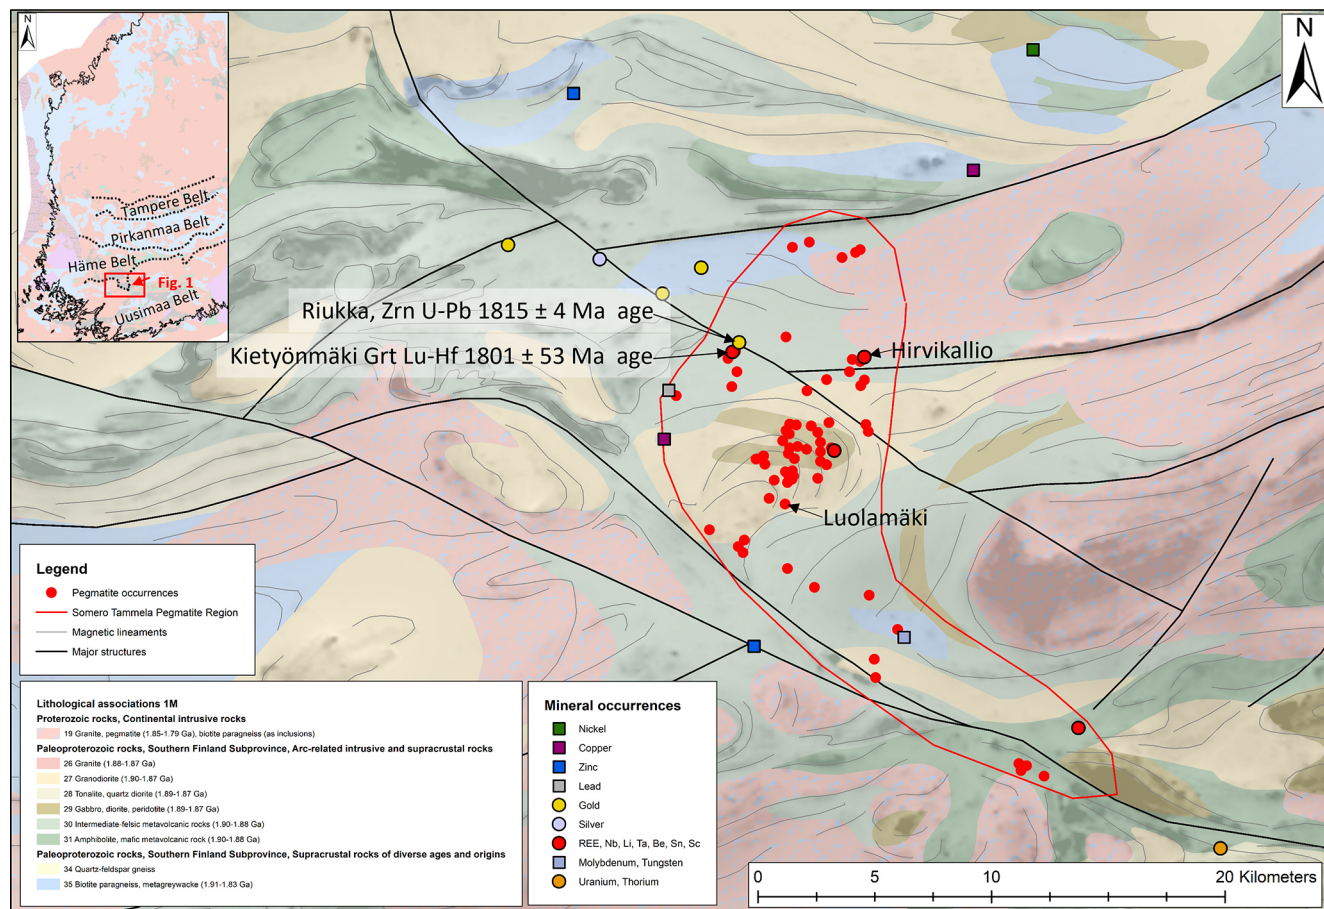 N
Tampere Belt
Pirkanmaa Belt
Häme Belt
Fig. 1
Uusimaa Belt
N
Riukka, Zrn U-Pb 1815 ± 4 Ma age
Kietyönmäki Grt Lu-Hf 1801 ± 53 Ma age
Hirvikallio
Luolamäki
Legend
Pegmatite occurrences
Somero Tammela Pegmatite Region
Magnetic lineaments
Major structures
Lithological associations 1M
Proterozoic rocks, Continental intrusive rocks
19 Granite, pegmatite (1.85-1.79 Ga), biotite paragneiss (as inclusions)
Paleoproterozoic rocks, Southern Finland Subprovince, Arc-related intrusive and supracrustal rocks
26 Granite (1.88-1.87 Ga)
27 Granodiorite (1.90-1.87 Ga)
28 Tonalite, quartz diorite (1.89-1.87 Ga)
29 Gabbro, diorite, peridotite (1.89-1.87 Ga)
30 Intermediate-felsic metavolcanic rocks (1.90-1.88 Ga)
31 Amphibolite, mafic metavolcanic rock (1.90-1.88 Ga)
Paleoproterozoic rocks, Southern Finland Subprovince, Supracrustal rocks of diverse ages and origins
34 Quartz-feldspar gneiss
35 Biotite paragneiss, metagreywacke (1.91-1.83 Ga)
Mineral occurrences
Nickel
Copper
Zinc
Lead
Gold
Silver
REE, Nb, Li, Ta, Be, Sn, Sc
Molybdenum, Tungsten
Uranium, Thorium
0 5 10 20 Kilometers